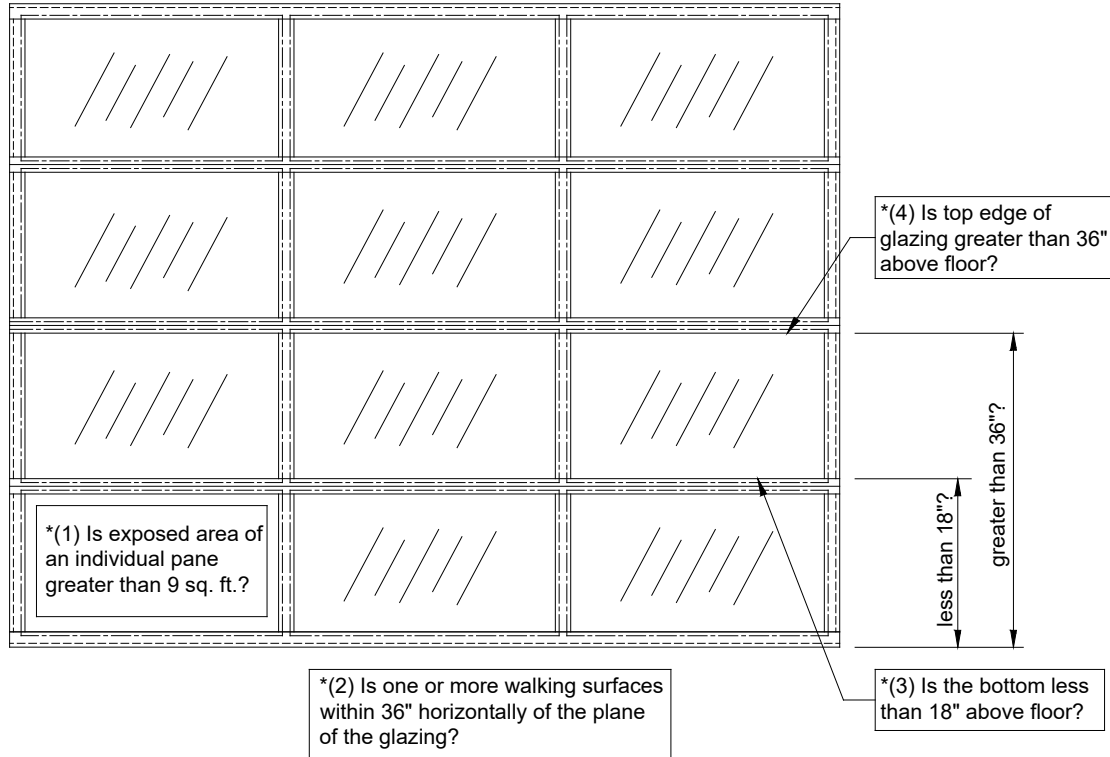 *(4) Is top edge of
glazing greater than 36"
above floor?
less than 18"?
greater than 36"?
*(1) Is exposed area of
an individual pane
greater than 9 sq. ft.?
*(2) Is one or more walking surfaces
within 36" horizontally of the plane
of the glazing?
*(3) Is the bottom less
than 18" above floor?